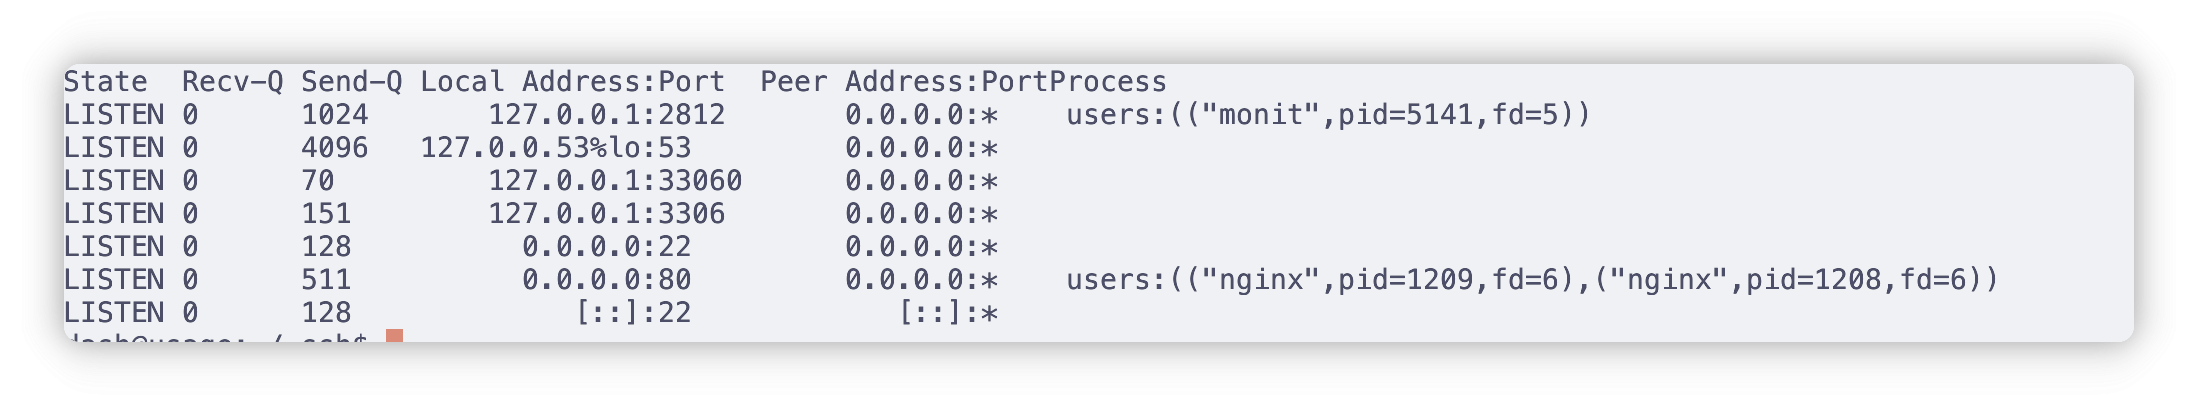 State  Recv-Q Send-Q Local Address:Port  Peer Address:PortProcess
LISTEN 0      1024       127.0.0.1:2812       0.0.0.0:*    users:(("monit",pid=5141,fd=5))
LISTEN 0      4096   127.0.0.53%lo:53         0.0.0.0:*
LISTEN 0      70         127.0.0.1:33060      0.0.0.0:*
LISTEN 0      151        127.0.0.1:3306       0.0.0.0:*
LISTEN 0      128          0.0.0.0:22         0.0.0.0:*
LISTEN 0      511          0.0.0.0:80         0.0.0.0:*    users:(("nginx",pid=1209,fd=6),("nginx",pid=1208,fd=6))
LISTEN 0      128             [::]:22            [::]:*